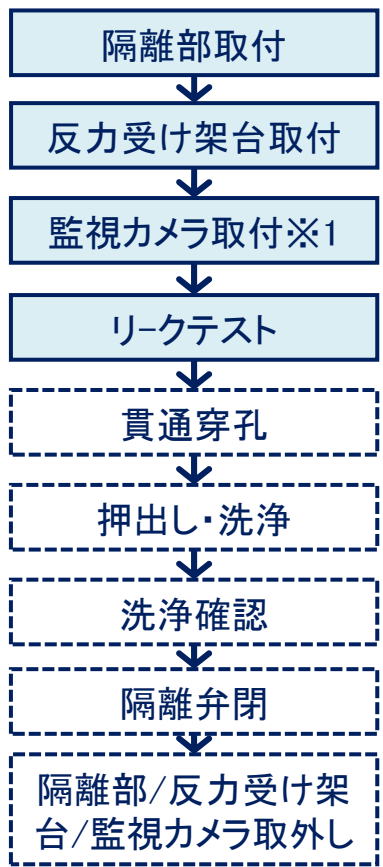 隔離部取付
反力受け架台取付
監視カメラ取付※1
リークテスト
貫通穿孔
押出し・洗浄
洗浄確認
隔離弁閉
隔離部/反力受け架
台/監視カメラ取外し